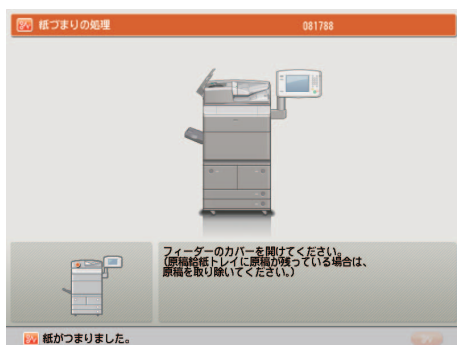 紙づまりの処理
081788
フィーダーのカバーを開けてください。
(原稿給紙トレイに原稿が残っている場合は、
原稿を取り除いてください。)
紙がつまりました。